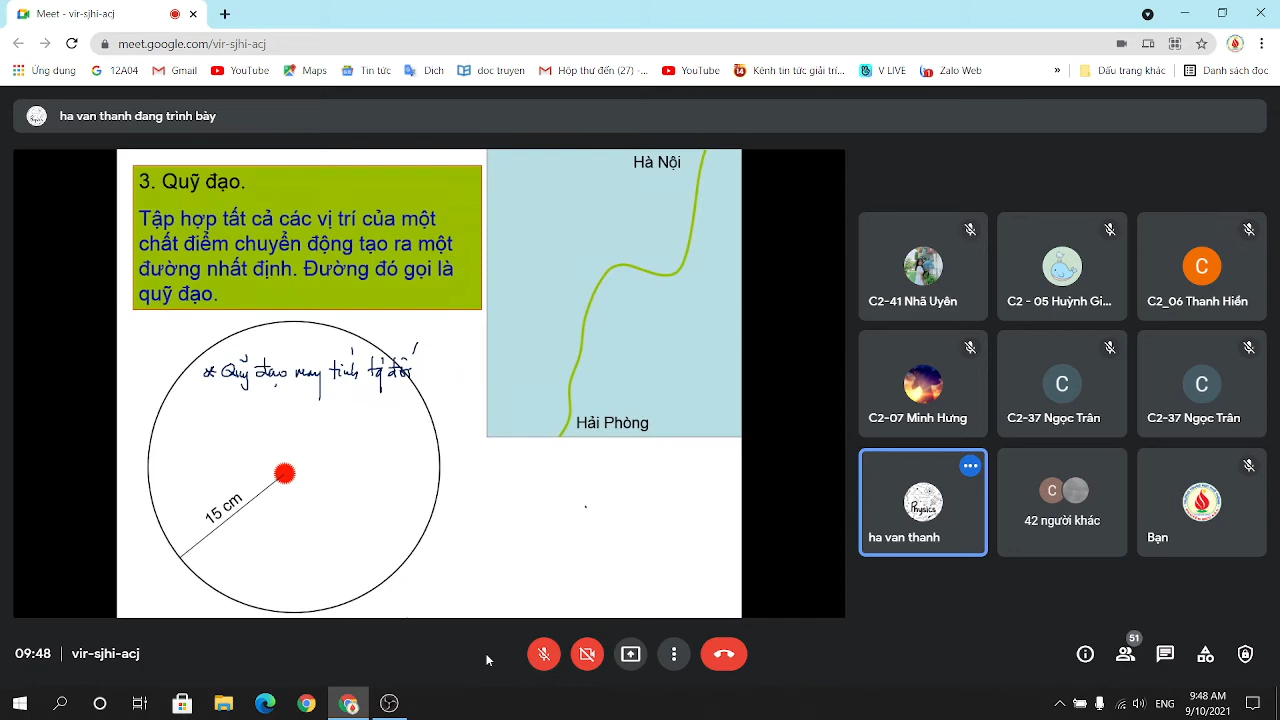 Meet - vir-sjhi-acj
meet.google.com/vir-sjhi-acj
Ứng dụng
12A04
Gmail
YouTube
Maps
Tin tức
Dịch
doc truyen
Hộp thư đến (27) -...
YouTube
Kênh tin tức giải trí...
V LIVE
Zalo Web
»
Dấu trang khác
Danh sách đọc
ha van thanh đang trình bày
3. Quỹ đạo.
Tập hợp tất cả các vị trí của một
chất điểm chuyển động tạo ra một
đường nhất định. Đường đó gọi là
quỹ đạo.
* Quỹ đạo mang tính
15 cm
Hà Nội
Hải Phòng
C2-41 Nhã Uyên
C2 - 05 Huỳnh Gi...
C
C2_06 Thanh Hiền
C2-07 Minh Hưng
C
C2-37 Ngọc Trân
C
C2-37 Ngọc Trân
Physics
ha van thanh
C
42 người khác
Bạn
09:48 | vir-sjhi-acj
51
ENG
9:48 AM
9/10/2021